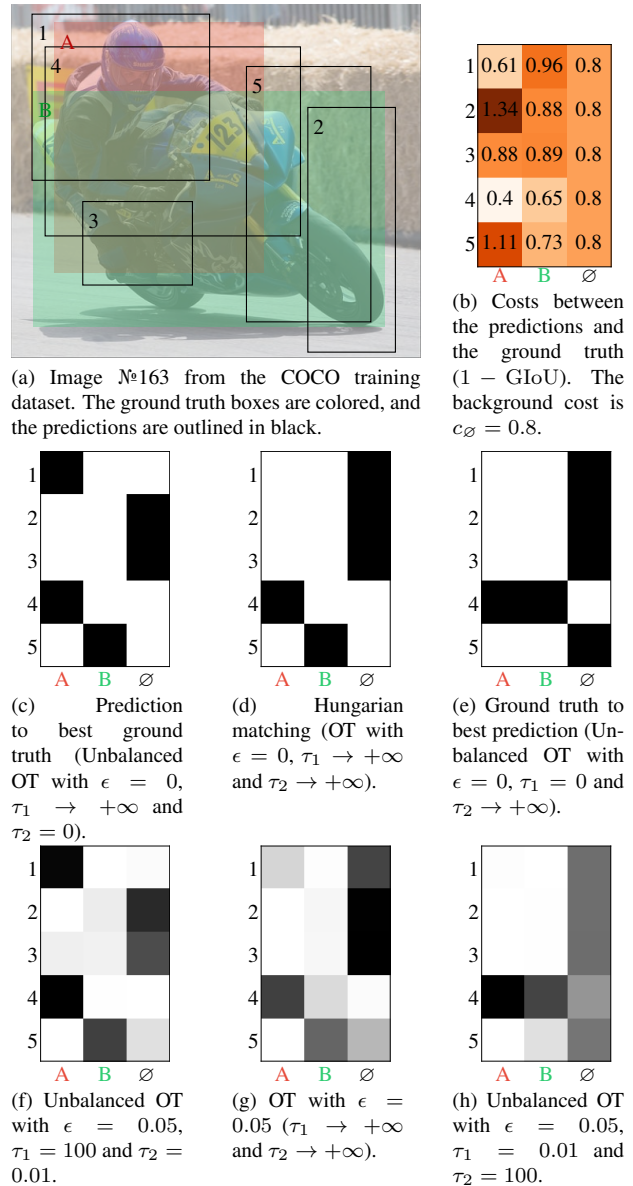 1
A
4
5
B
2
123
3
1 0.61 0.96 0.8
2 1.34 0.88 0.8
3 0.88 0.89 0.8
4 0.4 0.65 0.8
5 1.11 0.73 0.8
A B ∅
(a) Image №163 from the COCO training
dataset. The ground truth boxes are colored, and
the predictions are outlined in black.
(b) Costs between
the predictions and
the ground truth
(1 − GIoU). The
background cost is
c∅ = 0.8.
1
2
3
4
5
A B ∅
(c) Prediction
to best ground
truth (Unbalanced
OT with ϵ = 0,
τ1 → +∞ and
τ2 = 0).
1
2
3
4
5
A B ∅
(d) Hungarian
matching (OT with
ϵ = 0, τ1 → +∞
and τ2 → +∞).
1
2
3
4
5
A B ∅
(e) Ground truth to
best prediction (Un-
balanced OT with
ϵ = 0, τ1 = 0 and
τ2 → +∞).
1
2
3
4
5
A B ∅
(f) Unbalanced OT
with ϵ = 0.05,
τ1 = 100 and τ2 =
0.01.
1
2
3
4
5
A B ∅
(g) OT with ϵ =
0.05 (τ1 → +∞
and τ2 → +∞).
1
2
3
4
5
A B ∅
(h) Unbalanced OT
with ϵ = 0.05,
τ1 = 0.01 and
τ2 = 100.